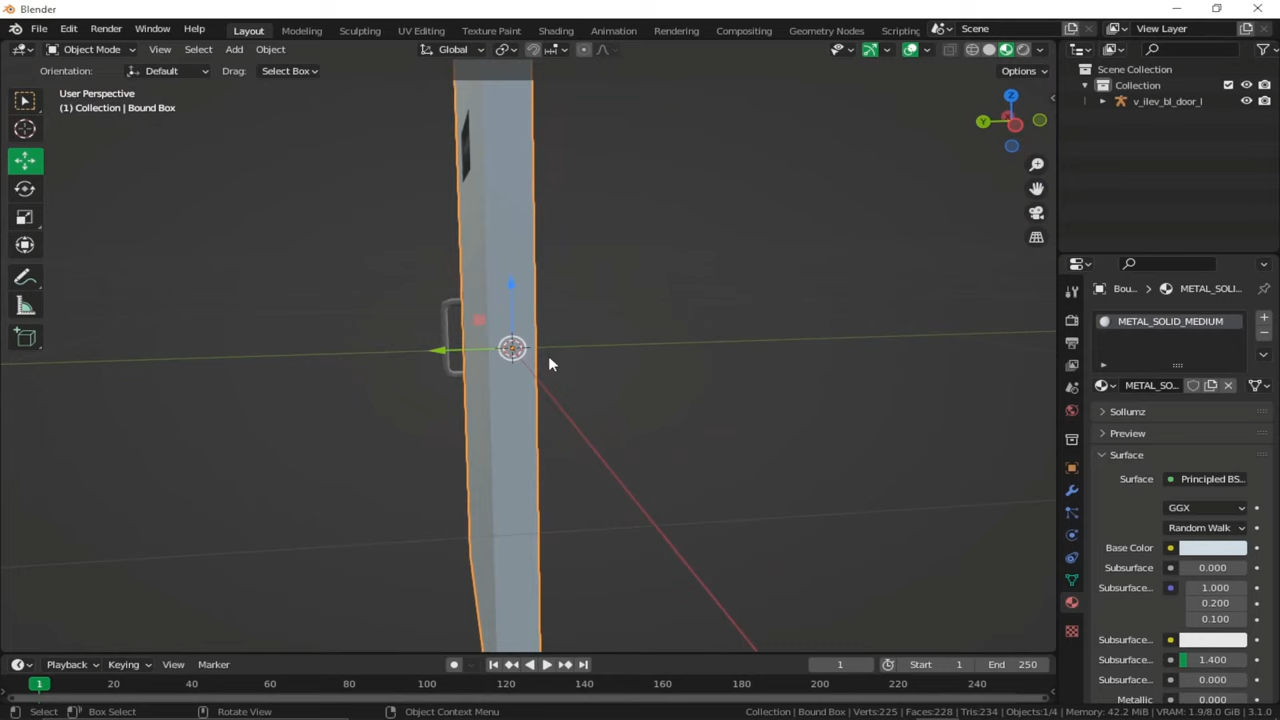 Blender
File Edit Render Window Help Layout Modeling Sculpting UV Editing Texture Paint Shading Animation Rendering Compositing Geometry Nodes Scripting Scene View Layer
Object Mode View Select Add Object Global
Orientation: Default Drag: Select Box Options
User Perspective
(1) Collection | Bound Box
Z
Y
Scene Collection
Collection
v_ilev_bl_door_l
Bou... METAL_SOLI...
METAL_SOLID_MEDIUM
METAL_SO...
Sollumz
Preview
Surface
Surface Principled BS...
GGX
Random Walk
Base Color
Subsurface 0.000
Subsurface... 1.000
0.200
0.100
Subsurface...
Subsurface... 1.400
Subsurface... 0.000
Metallic 0.000
Playback Keying View Marker 1 Start 1 End 250
1 20 40 60 80 100 120 140 160 180 200 220 240
Select Box Select Rotate View Object Context Menu Collection | Bound Box | Verts:225 | Faces:228 | Tris:234 | Objects:1/4 | Memory: 42.2 MiB | VRAM: 1.9/8.0 GiB | 3.1.0